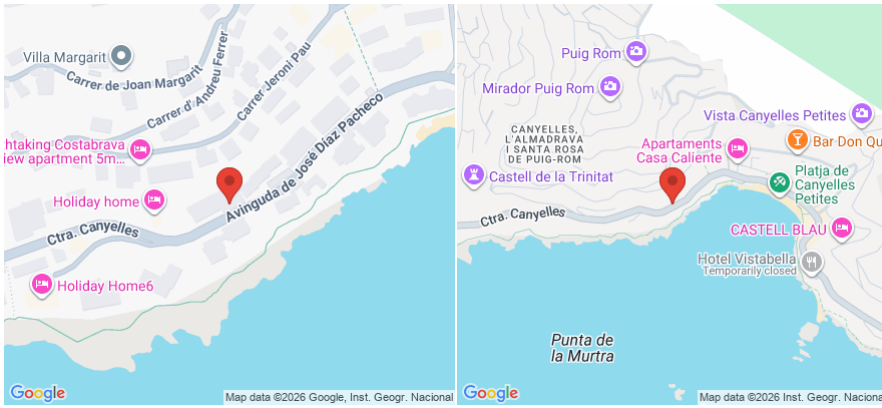 Villa Margarit
Carrer de Joan Margarit
Carrer d'Andreu Ferrer
Carrer Jeroni Pau
Avinguda de José Díaz Pacheco
htaking Costabrava
iew apartment 5m...
Holiday home
Ctra. Canyelles
Holiday Home6
Google
Map data ©2026 Google, Inst. Geogr. Nacional
Puig Rom
Mirador Puig Rom
Vista Canyelles Petites
CANYELLES,
L'ALMADRAVA
I SANTA ROSA
DE PUIG-ROM
Apartaments
Casa Caliente
Bar Don Qu
Castell de la Trinitat
Platja de
Canyelles
Petites
Ctra. Canyelles
CASTELL BLAU
Hotel Vistabella
Temporarily closed
Punta de
la Murtra
Google
Map data ©2026 Google, Inst. Geogr. Naciona